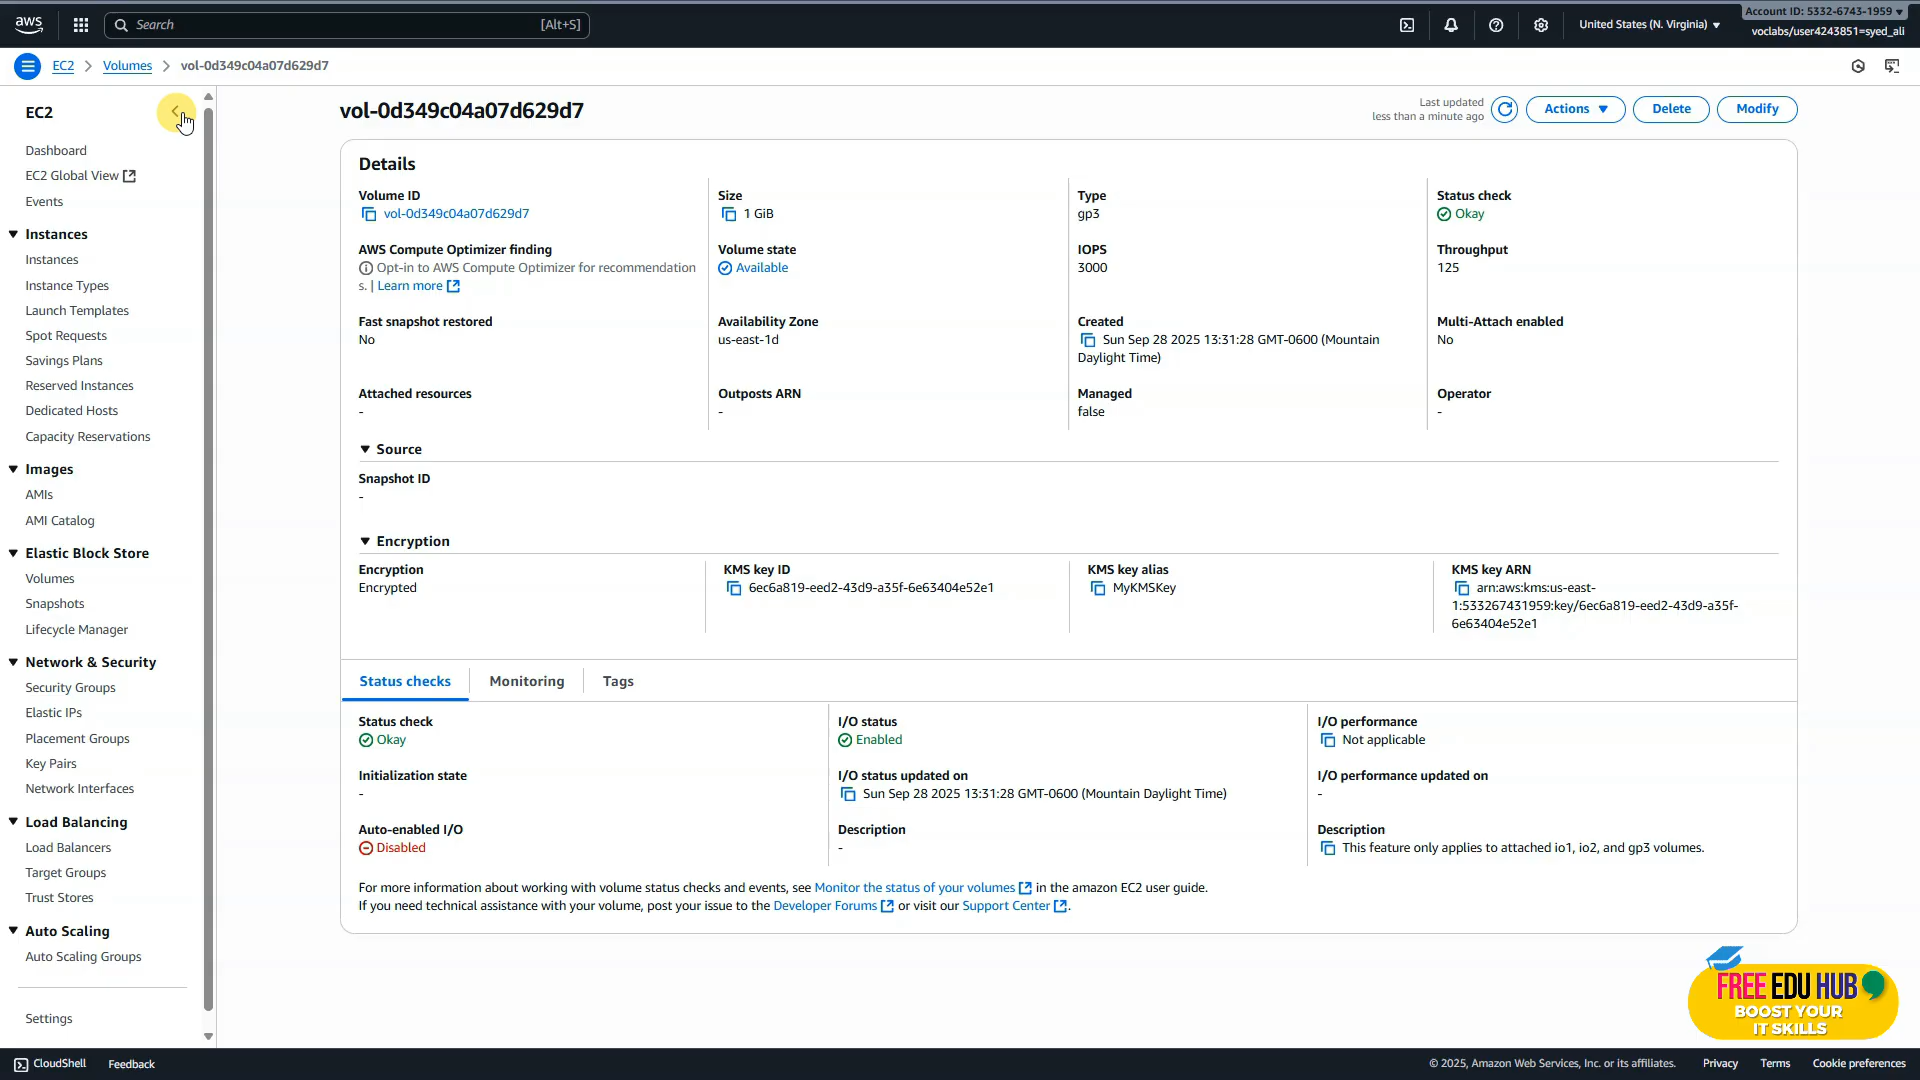 aws
Search
[Alt+S]
United States (N. Virginia)
Account ID: 5332-6743-1959
voclabs/user4243851=syed_ali
EC2
Volumes
vol-0d349c04a07d629d7
EC2
Dashboard
EC2 Global View
Events
Instances
Instances
Instance Types
Launch Templates
Spot Requests
Savings Plans
Reserved Instances
Dedicated Hosts
Capacity Reservations
Images
AMIs
AMI Catalog
Elastic Block Store
Volumes
Snapshots
Lifecycle Manager
Network & Security
Security Groups
Elastic IPs
Placement Groups
Key Pairs
Network Interfaces
Load Balancing
Load Balancers
Target Groups
Trust Stores
Auto Scaling
Auto Scaling Groups
Settings
vol-0d349c04a07d629d7
Last updated
less than a minute ago
Actions
Delete
Modify
Details
Volume ID
vol-0d349c04a07d629d7
Size
1 GiB
Type
gp3
Status check
Okay
AWS Compute Optimizer finding
Opt-in to AWS Compute Optimizer for recommendation
s. | Learn more
Volume state
Available
IOPS
3000
Throughput
125
Fast snapshot restored
No
Availability Zone
us-east-1d
Created
Sun Sep 28 2025 13:31:28 GMT-0600 (Mountain
Daylight Time)
Multi-Attach enabled
No
Attached resources
-
Outposts ARN
-
Managed
false
Operator
-
Source
Snapshot ID
-
Encryption
Encryption
Encrypted
KMS key ID
6ec6a819-eed2-43d9-a35f-6e63404e52e1
KMS key alias
MyKMSKey
KMS key ARN
arn:aws:kms:us-east-
1:533267431959:key/6ec6a819-eed2-43d9-a35f-
6e63404e52e1
Status checks
Monitoring
Tags
Status check
Okay
I/O status
Enabled
I/O performance
Not applicable
Initialization state
-
I/O status updated on
Sun Sep 28 2025 13:31:28 GMT-0600 (Mountain Daylight Time)
I/O performance updated on
-
Auto-enabled I/O
Disabled
Description
-
Description
This feature only applies to attached io1, io2, and gp3 volumes.
For more information about working with volume status checks and events, see Monitor the status of your volumes in the amazon EC2 user guide.
If you need technical assistance with your volume, post your issue to the Developer Forums or visit our Support Center.
FREE EDU HUB
BOOST YOUR
IT SKILLS
CloudShell
Feedback
© 2025, Amazon Web Services, Inc. or its affiliates.
Privacy
Terms
Cookie preferences